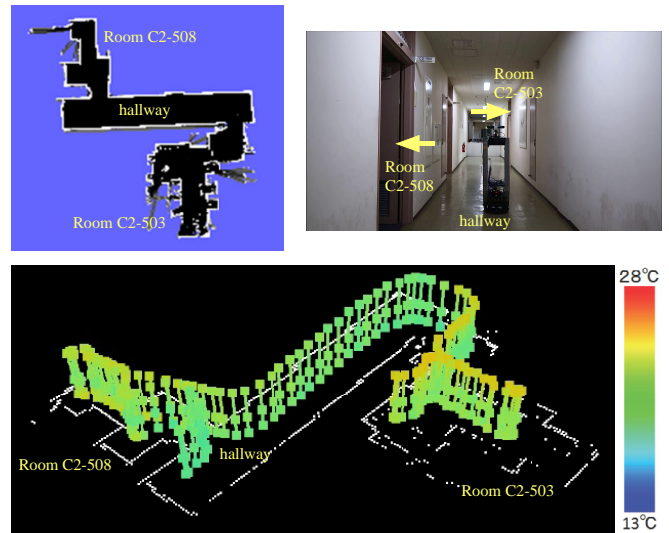 Room C2-508
hallway
Room C2-503
Room
C2-503
Room
C2-508
hallway
28℃
Room C2-508
hallway
Room C2-503
13℃